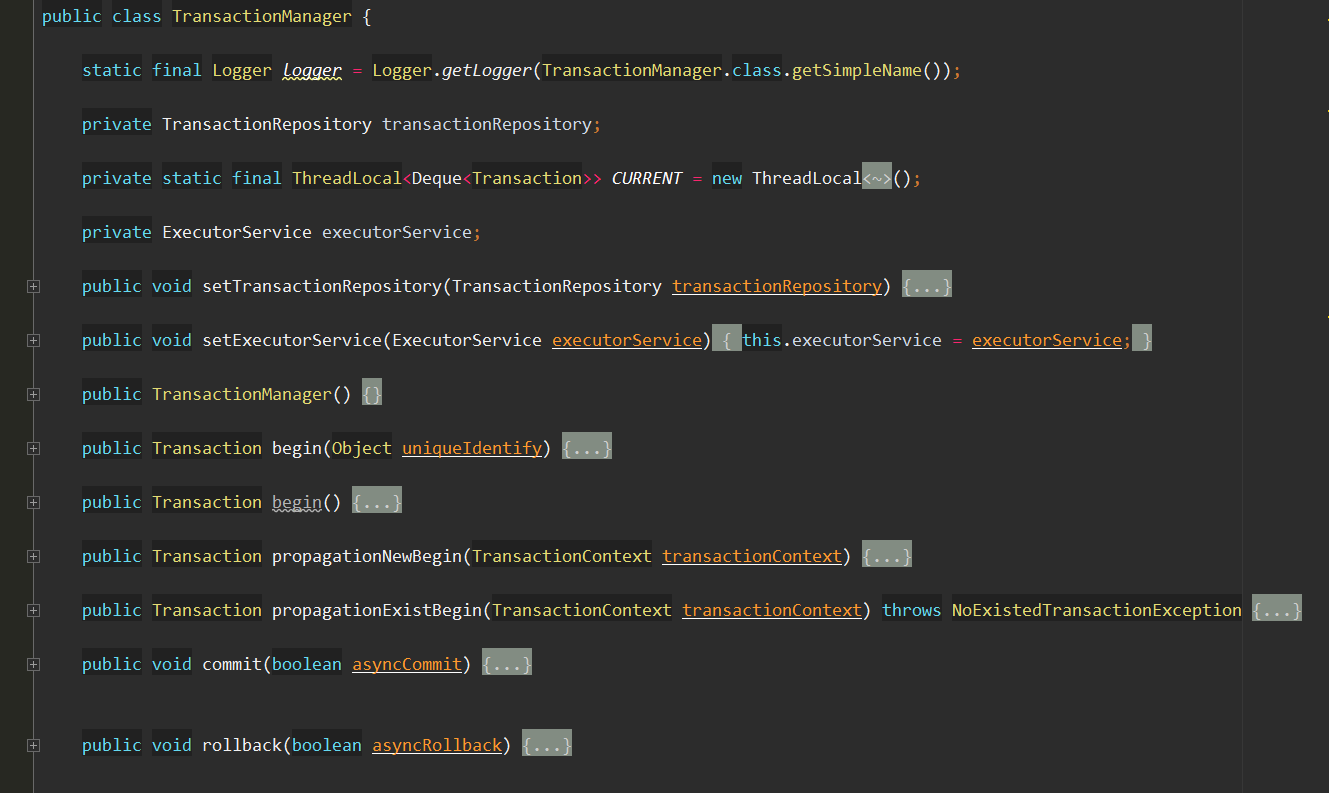 public class TransactionManager {
static final Logger logger = Logger.getLogger(TransactionManager.class.getSimpleName());
private TransactionRepository transactionRepository;
private static final ThreadLocal<Deque<Transaction>> CURRENT = new ThreadLocal<~>();
private ExecutorService executorService;
public void setTransactionRepository(TransactionRepository transactionRepository) {...}
public void setExecutorService(ExecutorService executorService) { this.executorService = executorService; }
public TransactionManager() {}
public Transaction begin(Object uniqueIdentify) {...}
public Transaction begin() {...}
public Transaction propagationNewBegin(TransactionContext transactionContext) {...}
public Transaction propagationExistBegin(TransactionContext transactionContext) throws NoExistedTransactionException {...}
public void commit(boolean asyncCommit) {...}
public void rollback(boolean asyncRollback) {...}